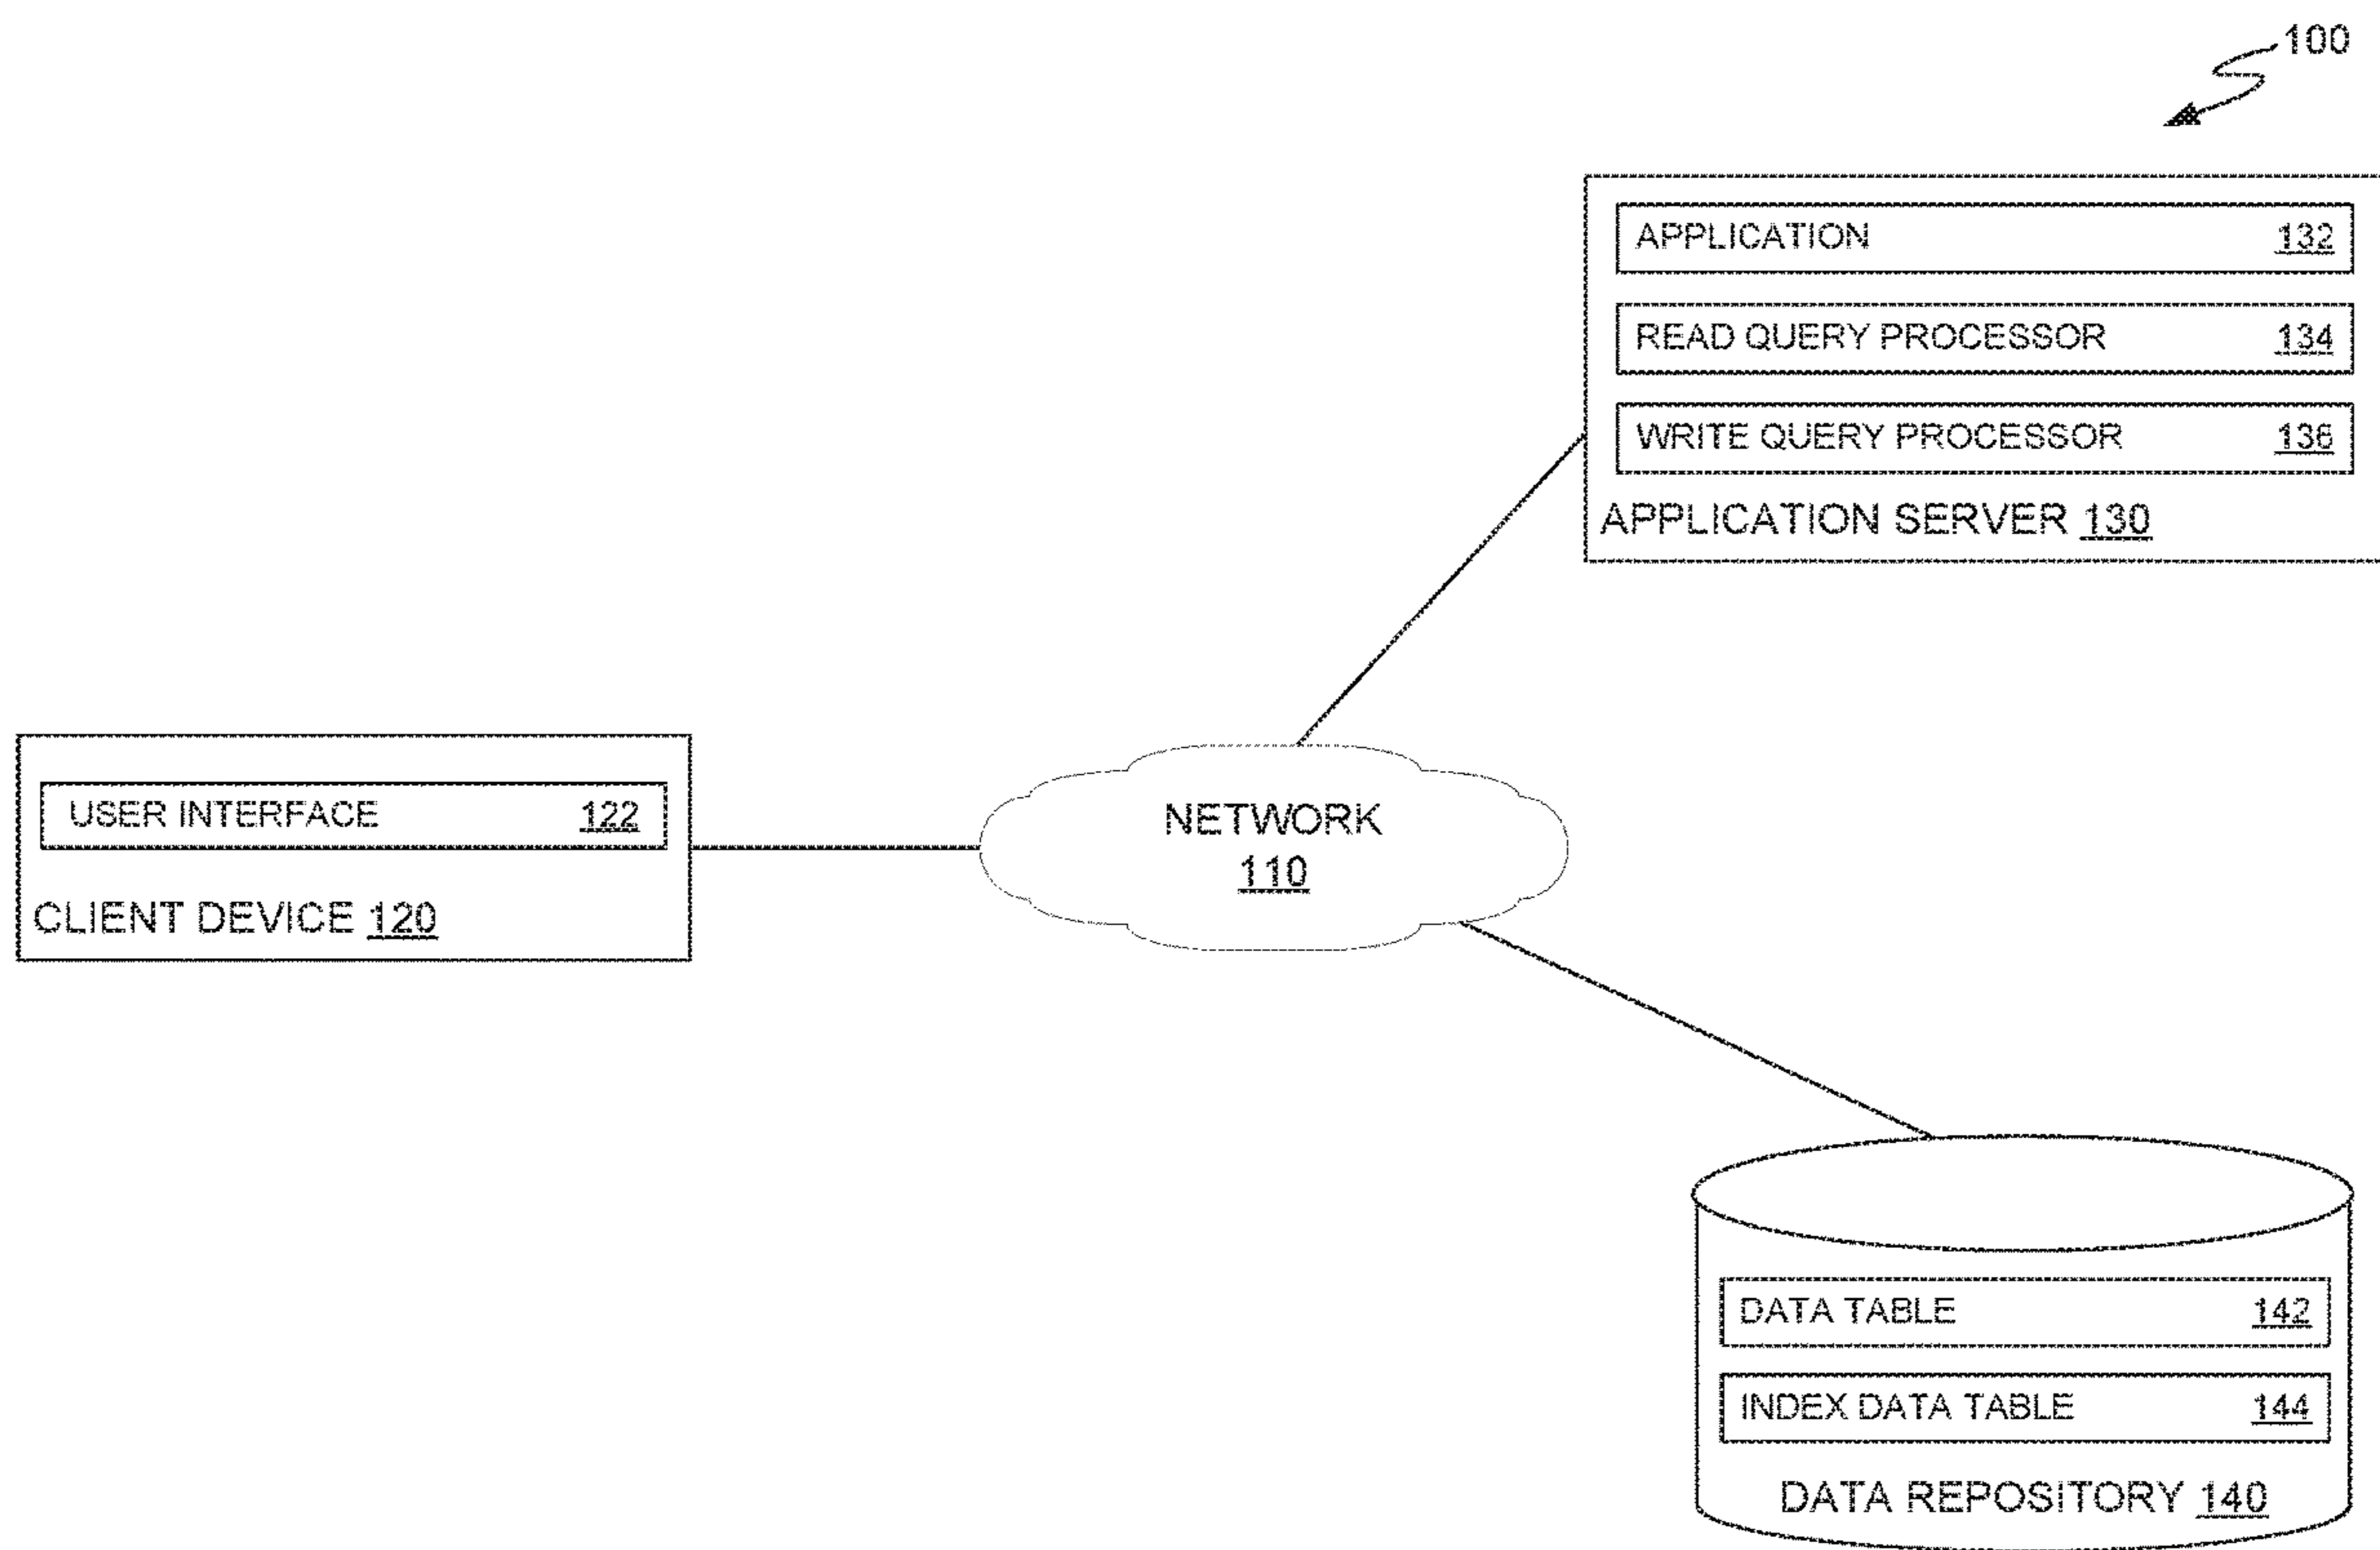 100
APPLICATION 132
READ QUERY PROCESSOR 134
WRITE QUERY PROCESSOR 136
APPLICATION SERVER 130
USER INTERFACE 122
CLIENT DEVICE 120
NETWORK
110
DATA TABLE 142
INDEX DATA TABLE 144
DATA REPOSITORY 140